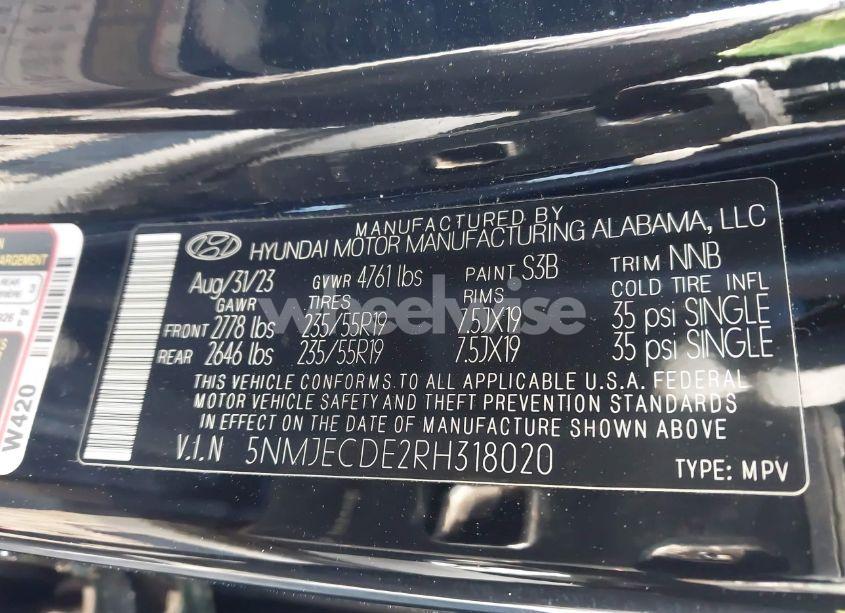 MANUFACTURED BY
HYUNDAI MOTOR MANUFACTURING ALABAMA, LLC
Aug/31/23 GVWR 4761 lbs PAINT S3B TRIM NNB
GAWR TIRES RIMS COLD TIRE INFL
FRONT 2778 lbs 235/55R19 7.5JX19 35 psi SINGLE
REAR 2646 lbs 235/55R19 7.5JX19 35 psi SINGLE
THIS VEHICLE CONFORMS TO ALL APPLICABLE U.S.A. FEDERAL
MOTOR VEHICLE SAFETY AND THEFT PREVENTION STANDARDS
IN EFFECT ON THE DATE OF MANUFACTURE SHOWN ABOVE
V.I.N 5NMJECDE2RH318020
TYPE: MPV
wheelwise
W420